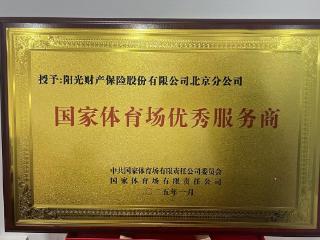 授予:阳光财产保险股份有限公司北京分公司
国家体育场优秀服务商
中共国家体育场有限责任公司委员会
国家体育场有限责任公司
二〇二五年一月